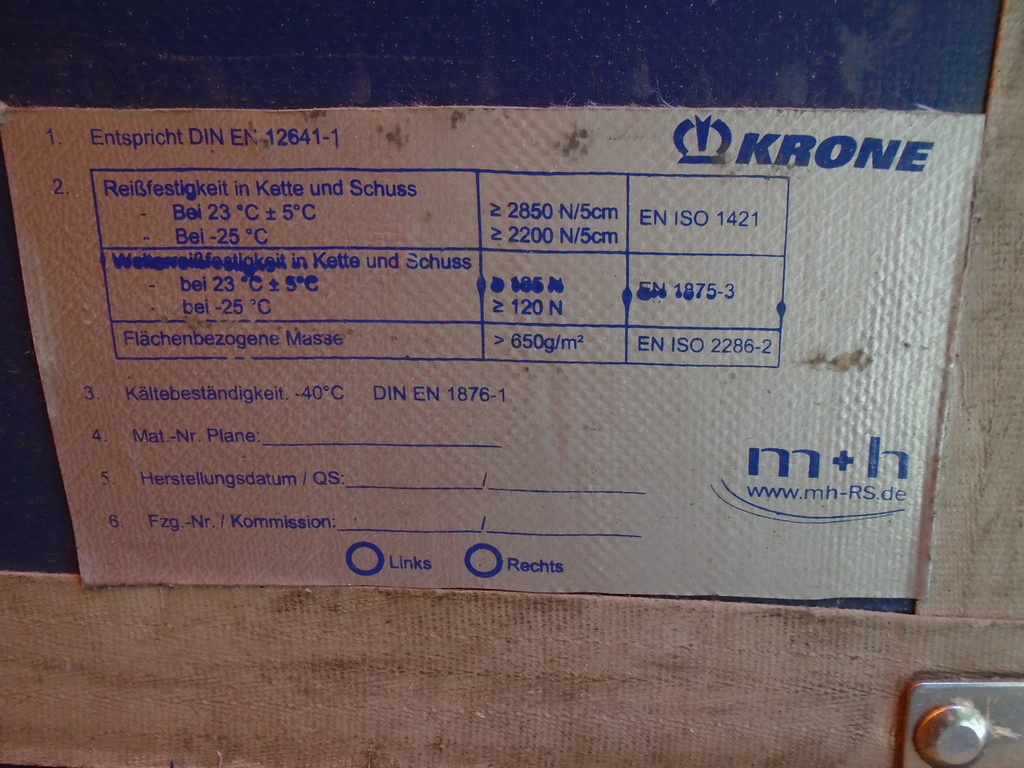 1. Entspricht DIN EN 12641-1
KRONE
2. Reißfestigkeit in Kette und Schuss
- Bei 23 °C ± 5°C ≥ 2850 N/5cm EN ISO 1421
- Bei -25 °C ≥ 2200 N/5cm
Weiterreißfestigkeit in Kette und Schuss
- bei 23 °C ± 5°C ≥ 185 N EN 1875-3
- bei -25 °C ≥ 120 N
Flächenbezogene Masse > 650g/m² EN ISO 2286-2
3. Kältebeständigkeit. -40°C DIN EN 1876-1
4. Mat.-Nr. Plane:
5. Herstellungsdatum / QS: /
6. Fzg.-Nr. / Kommission: /
Links Rechts
m+h
www.mh-RS.de